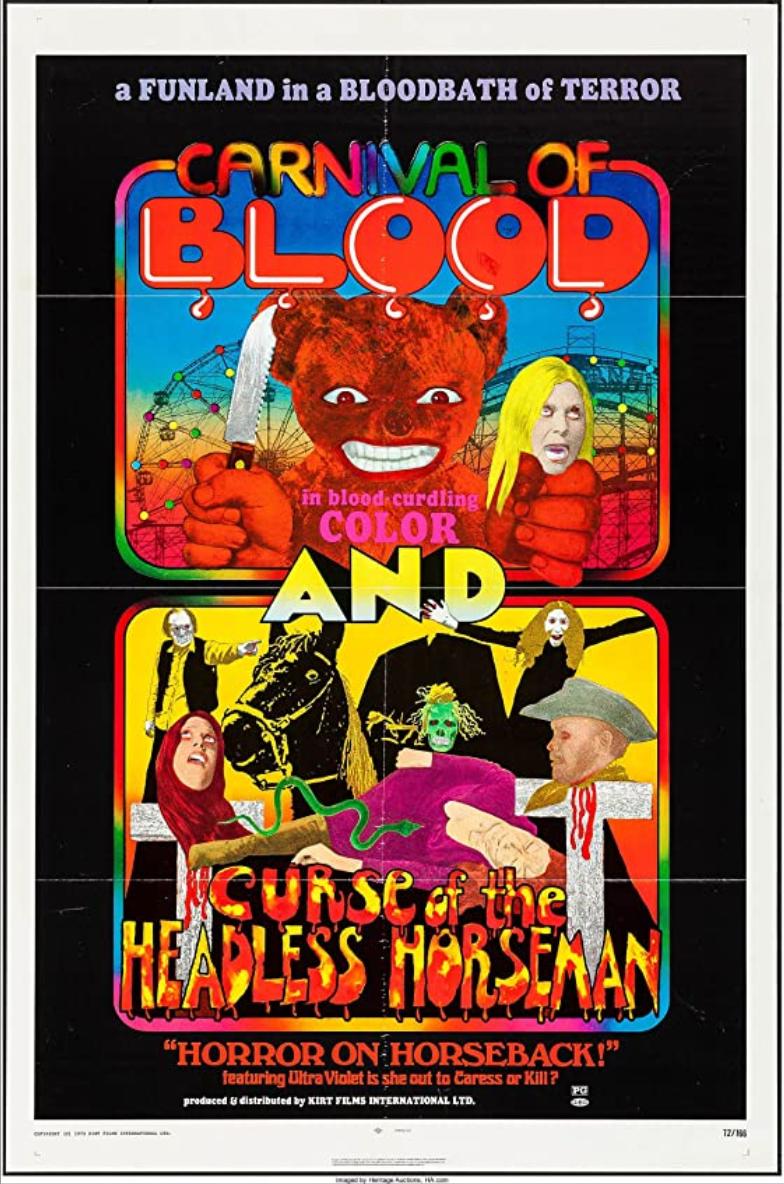 a FUNLAND in a BLOODBATH of TERROR
CARNIVAL OF
BLOOD
in blood-curdling
COLOR
AND
CURSE of the
HEADLESS HORSEMAN
"HORROR ON HORSEBACK!"
featuring Ultra Violet is she out to Caress or Kill?
PG
produced & distributed by KIRT FILMS INTERNATIONAL LTD.
72/166
Imaged by Heritage Auctions, HA.com